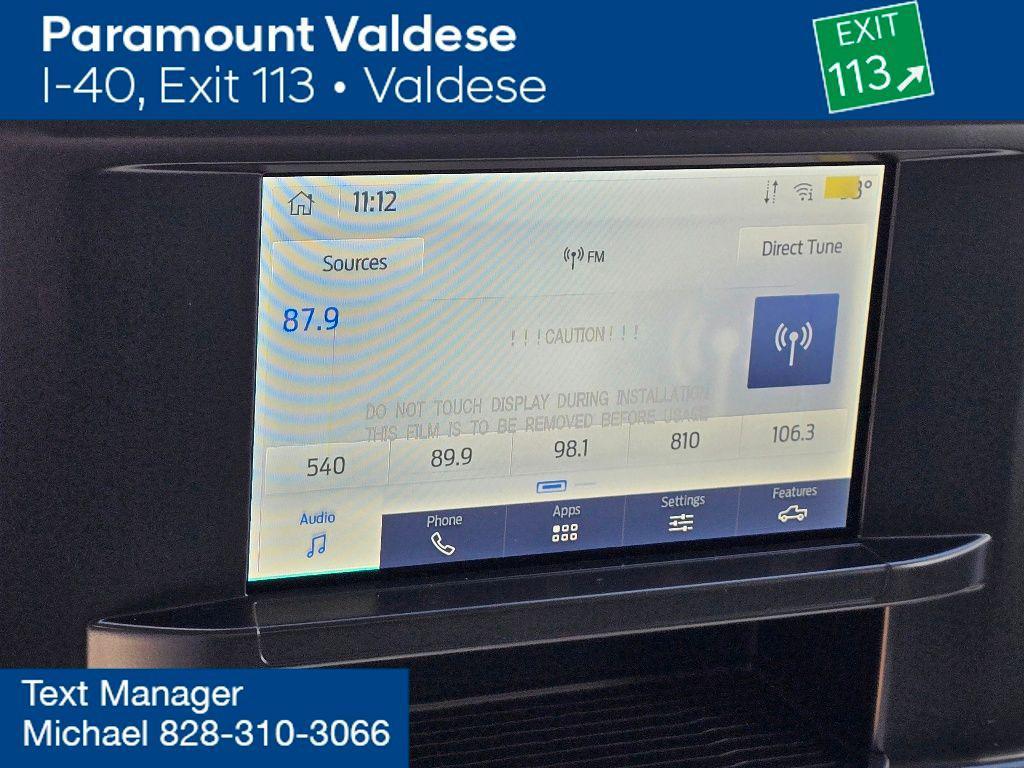 Paramount Valdese
I-40, Exit 113 • Valdese
EXIT
113
11:12
3°
Sources
FM
Direct Tune
87.9
! ! ! CAUTION ! ! !
DO NOT TOUCH DISPLAY DURING INSTALLATION
THIS FILM IS TO BE REMOVED BEFORE USAGE
540
89.9
98.1
810
106.3
Audio
Phone
Apps
Settings
Features
Text Manager
Michael 828-310-3066